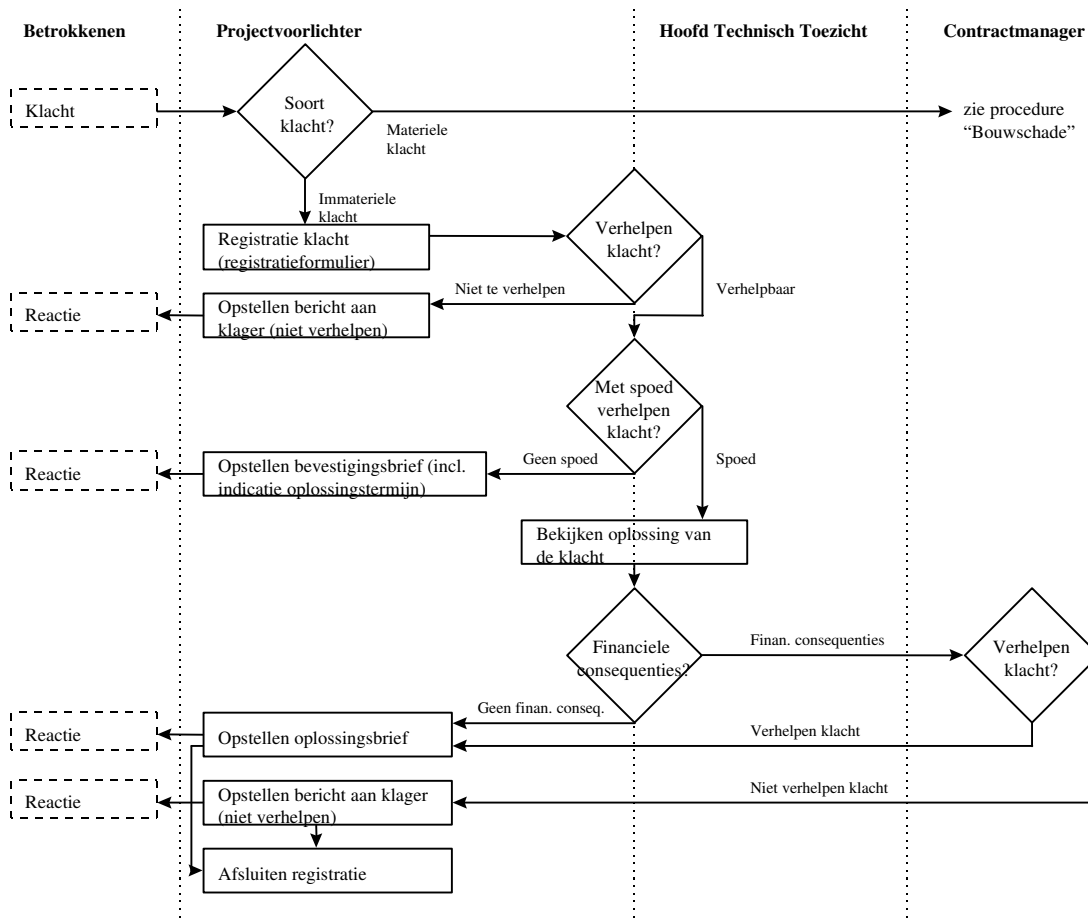 Betrokkenen
Projectvoorlichter
Hoofd Technisch Toezicht
Contractmanager
Klacht
Soort
klacht?
Materiele
klacht
zie procedure
“Bouwschade”
Immateriele
klacht
Registratie klacht
(registratieformulier)
Verhelpen
klacht?
Niet te verhelpen
Verhelpbaar
Reactie
Opstellen bericht aan
klager (niet verhelpen)
Met spoed
verhelpen
klacht?
Geen spoed
Spoed
Reactie
Opstellen bevestigingsbrief (incl.
indicatie oplossingstermijn)
Bekijken oplossing van
de klacht
Financiele
consequenties?
Finan. consequenties
Verhelpen
klacht?
Geen finan. conseq.
Reactie
Opstellen oplossingsbrief
Verhelpen klacht
Reactie
Opstellen bericht aan klager
(niet verhelpen)
Niet verhelpen klacht
Afsluiten registratie